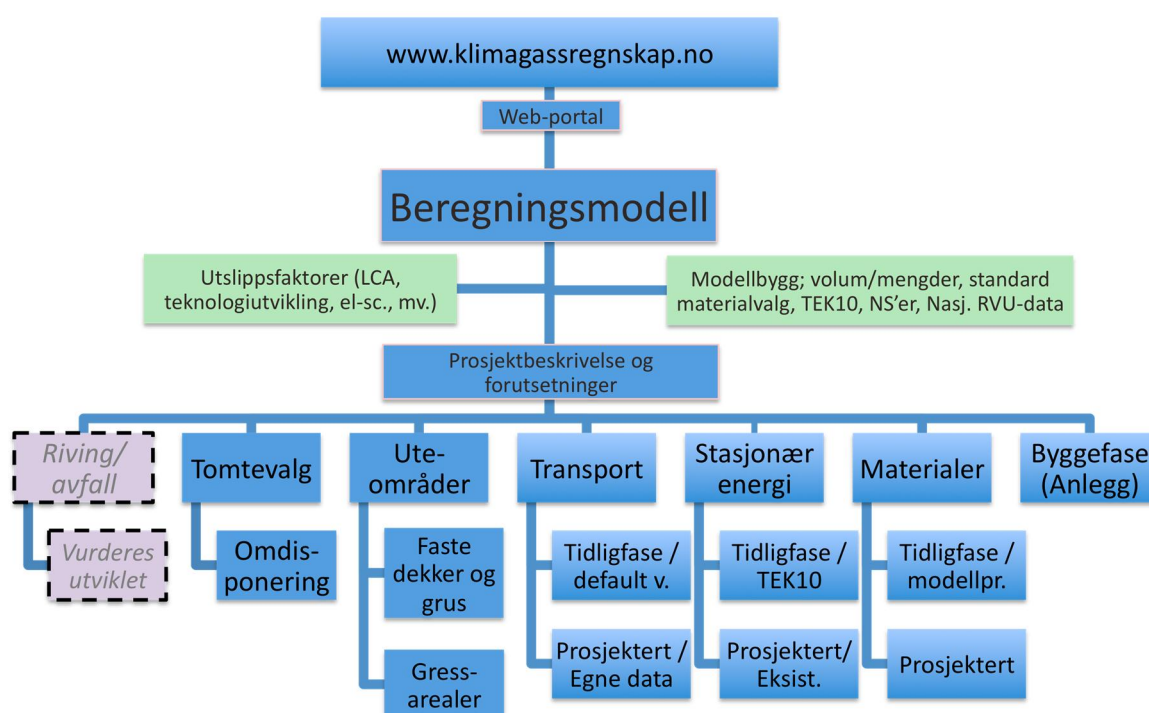 www.klimagassregnskap.no
Web-portal
Beregningsmodell
Utslippsfaktorer (LCA,
teknologiutvikling, el-sc., mv.)
Modellbygg; volum/mengder, standard
materialvalg, TEK10, NS’er, Nasj. RVU-data
Prosjektbeskrivelse og
forutsetninger
Riving/
avfall
Vurderes
utviklet
Tomtevalg
Omdis-
ponering
Ute-
områder
Faste
dekker og
grus
Gress-
arealer
Transport
Tidligfase /
default v.
Prosjektert /
Egne data
Stasjonær
energi
Tidligfase /
TEK10
Prosjektert/
Eksist.
Materialer
Tidligfase /
modellpr.
Prosjektert
Byggefase
(Anlegg)